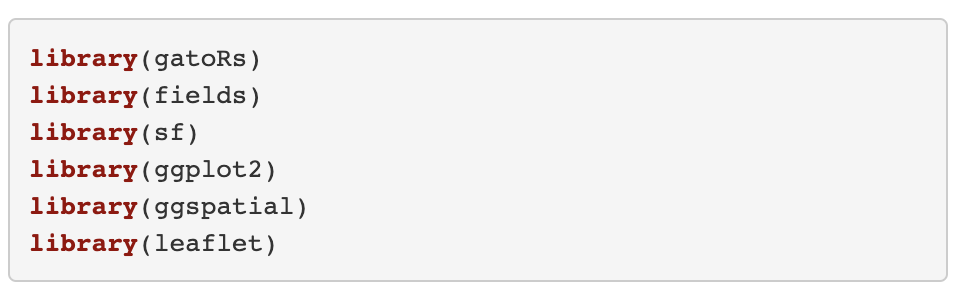 library(gatoRs)
library(fields)
library(sf)
library(ggplot2)
library(ggspatial)
library(leaflet)